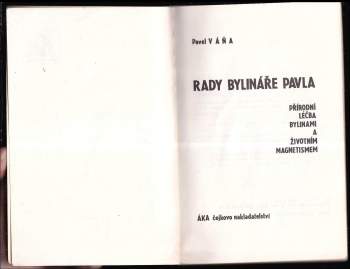 Pavel VÁŇA
RADY BYLINÁŘE PAVLA
PŘÍRODNÍ
LÉČBA
BYLINAMI
A
ŽIVOTNÍM
MAGNETISMEM
ÁKA čejkovo nakladatelství